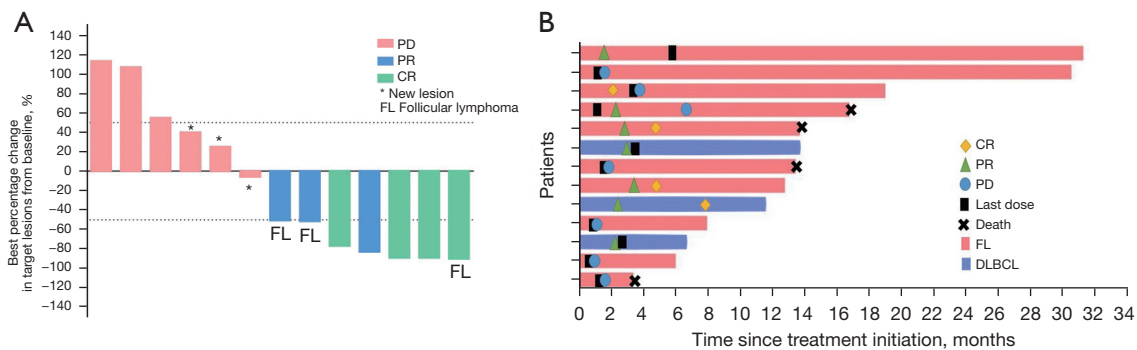 A
Best percentage change
in target lesions from baseline, %
140
120
100
80
60
40
20
0
−20
−40
−60
−80
−100
−120
−140
PD
PR
CR
* New lesion
FL Follicular lymphoma
*
*
*
FL
FL
FL
B
Patients
CR
PR
PD
Last dose
Death
FL
DLBCL
0 2 4 6 8 10 12 14 16 18 20 22 24 26 28 30 32 34
Time since treatment initiation, months